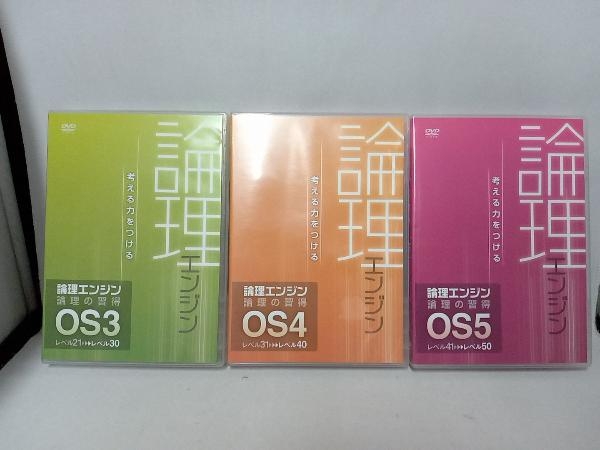 DVD
論理
エンジン
考える力をつける
論理エンジン
論理の習得
OS3
レベル21▶▶▶レベル30
論理
エンジン
考える力をつける
論理エンジン
論理の習得
OS4
レベル31▶▶▶レベル40
DVD
論理
エンジン
考える力をつける
論理エンジン
論理の習得
OS5
レベル41▶▶▶レベル50